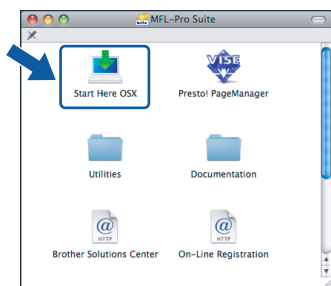 MFL-Pro Suite
Start Here OSX
VISE
Presto! PageManager
Utilities
Documentation
@
HTTP
@
HTTP
Brother Solutions Center
On-Line Registration